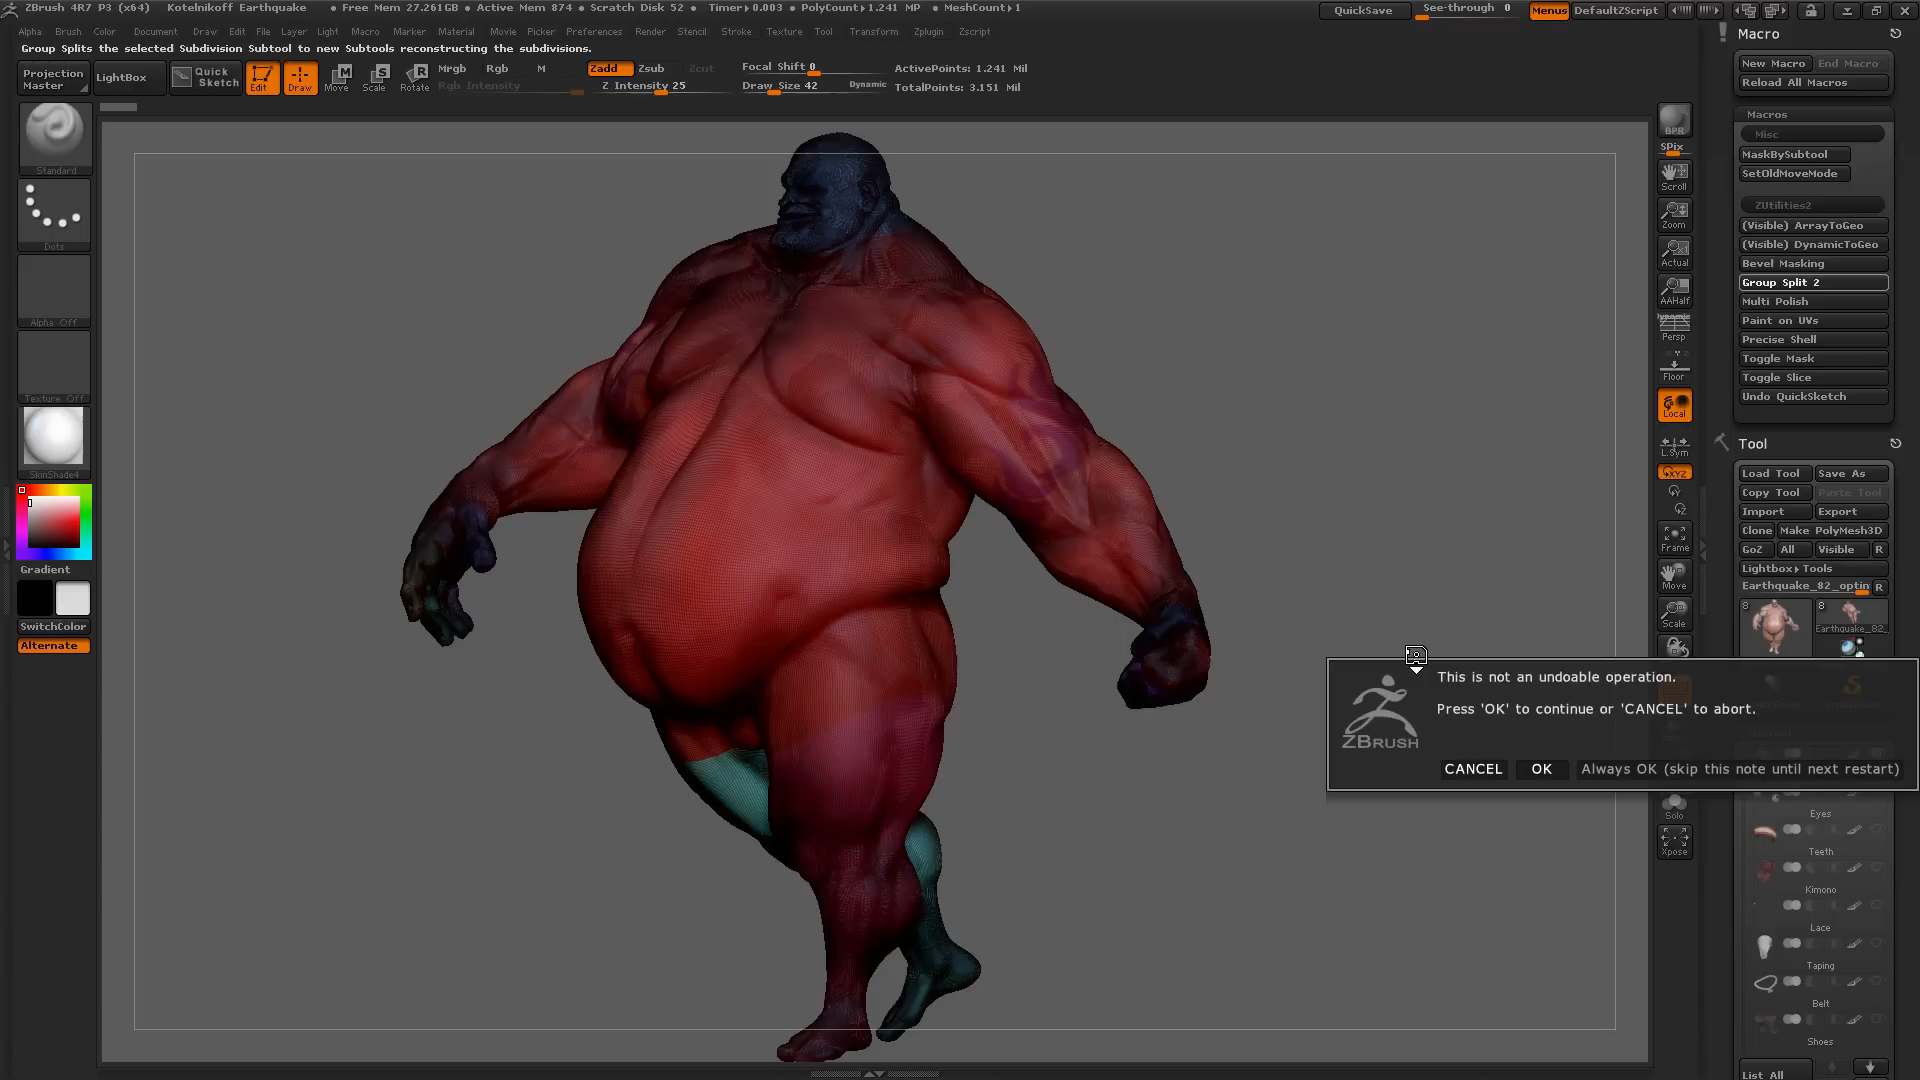 ZBrush 4R7 P3 (x64) Kotelnikoff Earthquake • Free Mem 27.261GB • Active Mem 874 • Scratch Disk 52 • Timer▸0.003 • PolyCount▸1.241 MP • MeshCount▸1 QuickSave See-through 0 Menus DefaultZScript
Alpha Brush Color Document Draw Edit File Layer Light Macro Marker Material Movie Picker Preferences Render Stencil Stroke Texture Tool Transform Zplugin Zscript
Group Splits the selected Subdivision Subtool to new Subtools reconstructing the subdivisions.
Projection Master
LightBox
Quick Sketch
Edit
Draw
Move
Scale
Rotate
Mrgb Rgb M
Rgb Intensity
Zadd Zsub Zcut
Z Intensity 25
Focal Shift 0
Draw Size 42 Dynamic
ActivePoints: 1.241 Mil
TotalPoints: 3.151 Mil
Standard
Dots
Alpha Off
Texture Off
SkinShade4
Gradient
SwitchColor
Alternate
BPR
SPix
Scroll
Zoom
Actual
AAHalf
Dynamic
Persp
Floor
Local
L.Sym
XYZ
Frame
Move
Scale
Solo
Xpose
Macro
New Macro End Macro
Reload All Macros
Macros
Misc
MaskBySubtool
SetOldMoveMode
ZUtilities2
(Visible) ArrayToGeo
(Visible) DynamicToGeo
Bevel Masking
Group Split 2
Multi Polish
Paint on UVs
Precise Shell
Toggle Mask
Toggle Slice
Undo QuickSketch
Tool
Load Tool Save As
Copy Tool Paste Tool
Import Export
Clone Make PolyMesh3D
GoZ All Visible R
Lightbox▸Tools
Earthquake_82_optin R
8 8
Earthquake_82_
This is not an undoable operation.
Press 'OK' to continue or 'CANCEL' to abort.
ZBRUSH
CANCEL OK Always OK (skip this note until next restart)
Eyes
Teeth
Kimono
Lace
Taping
Belt
Shoes
List All